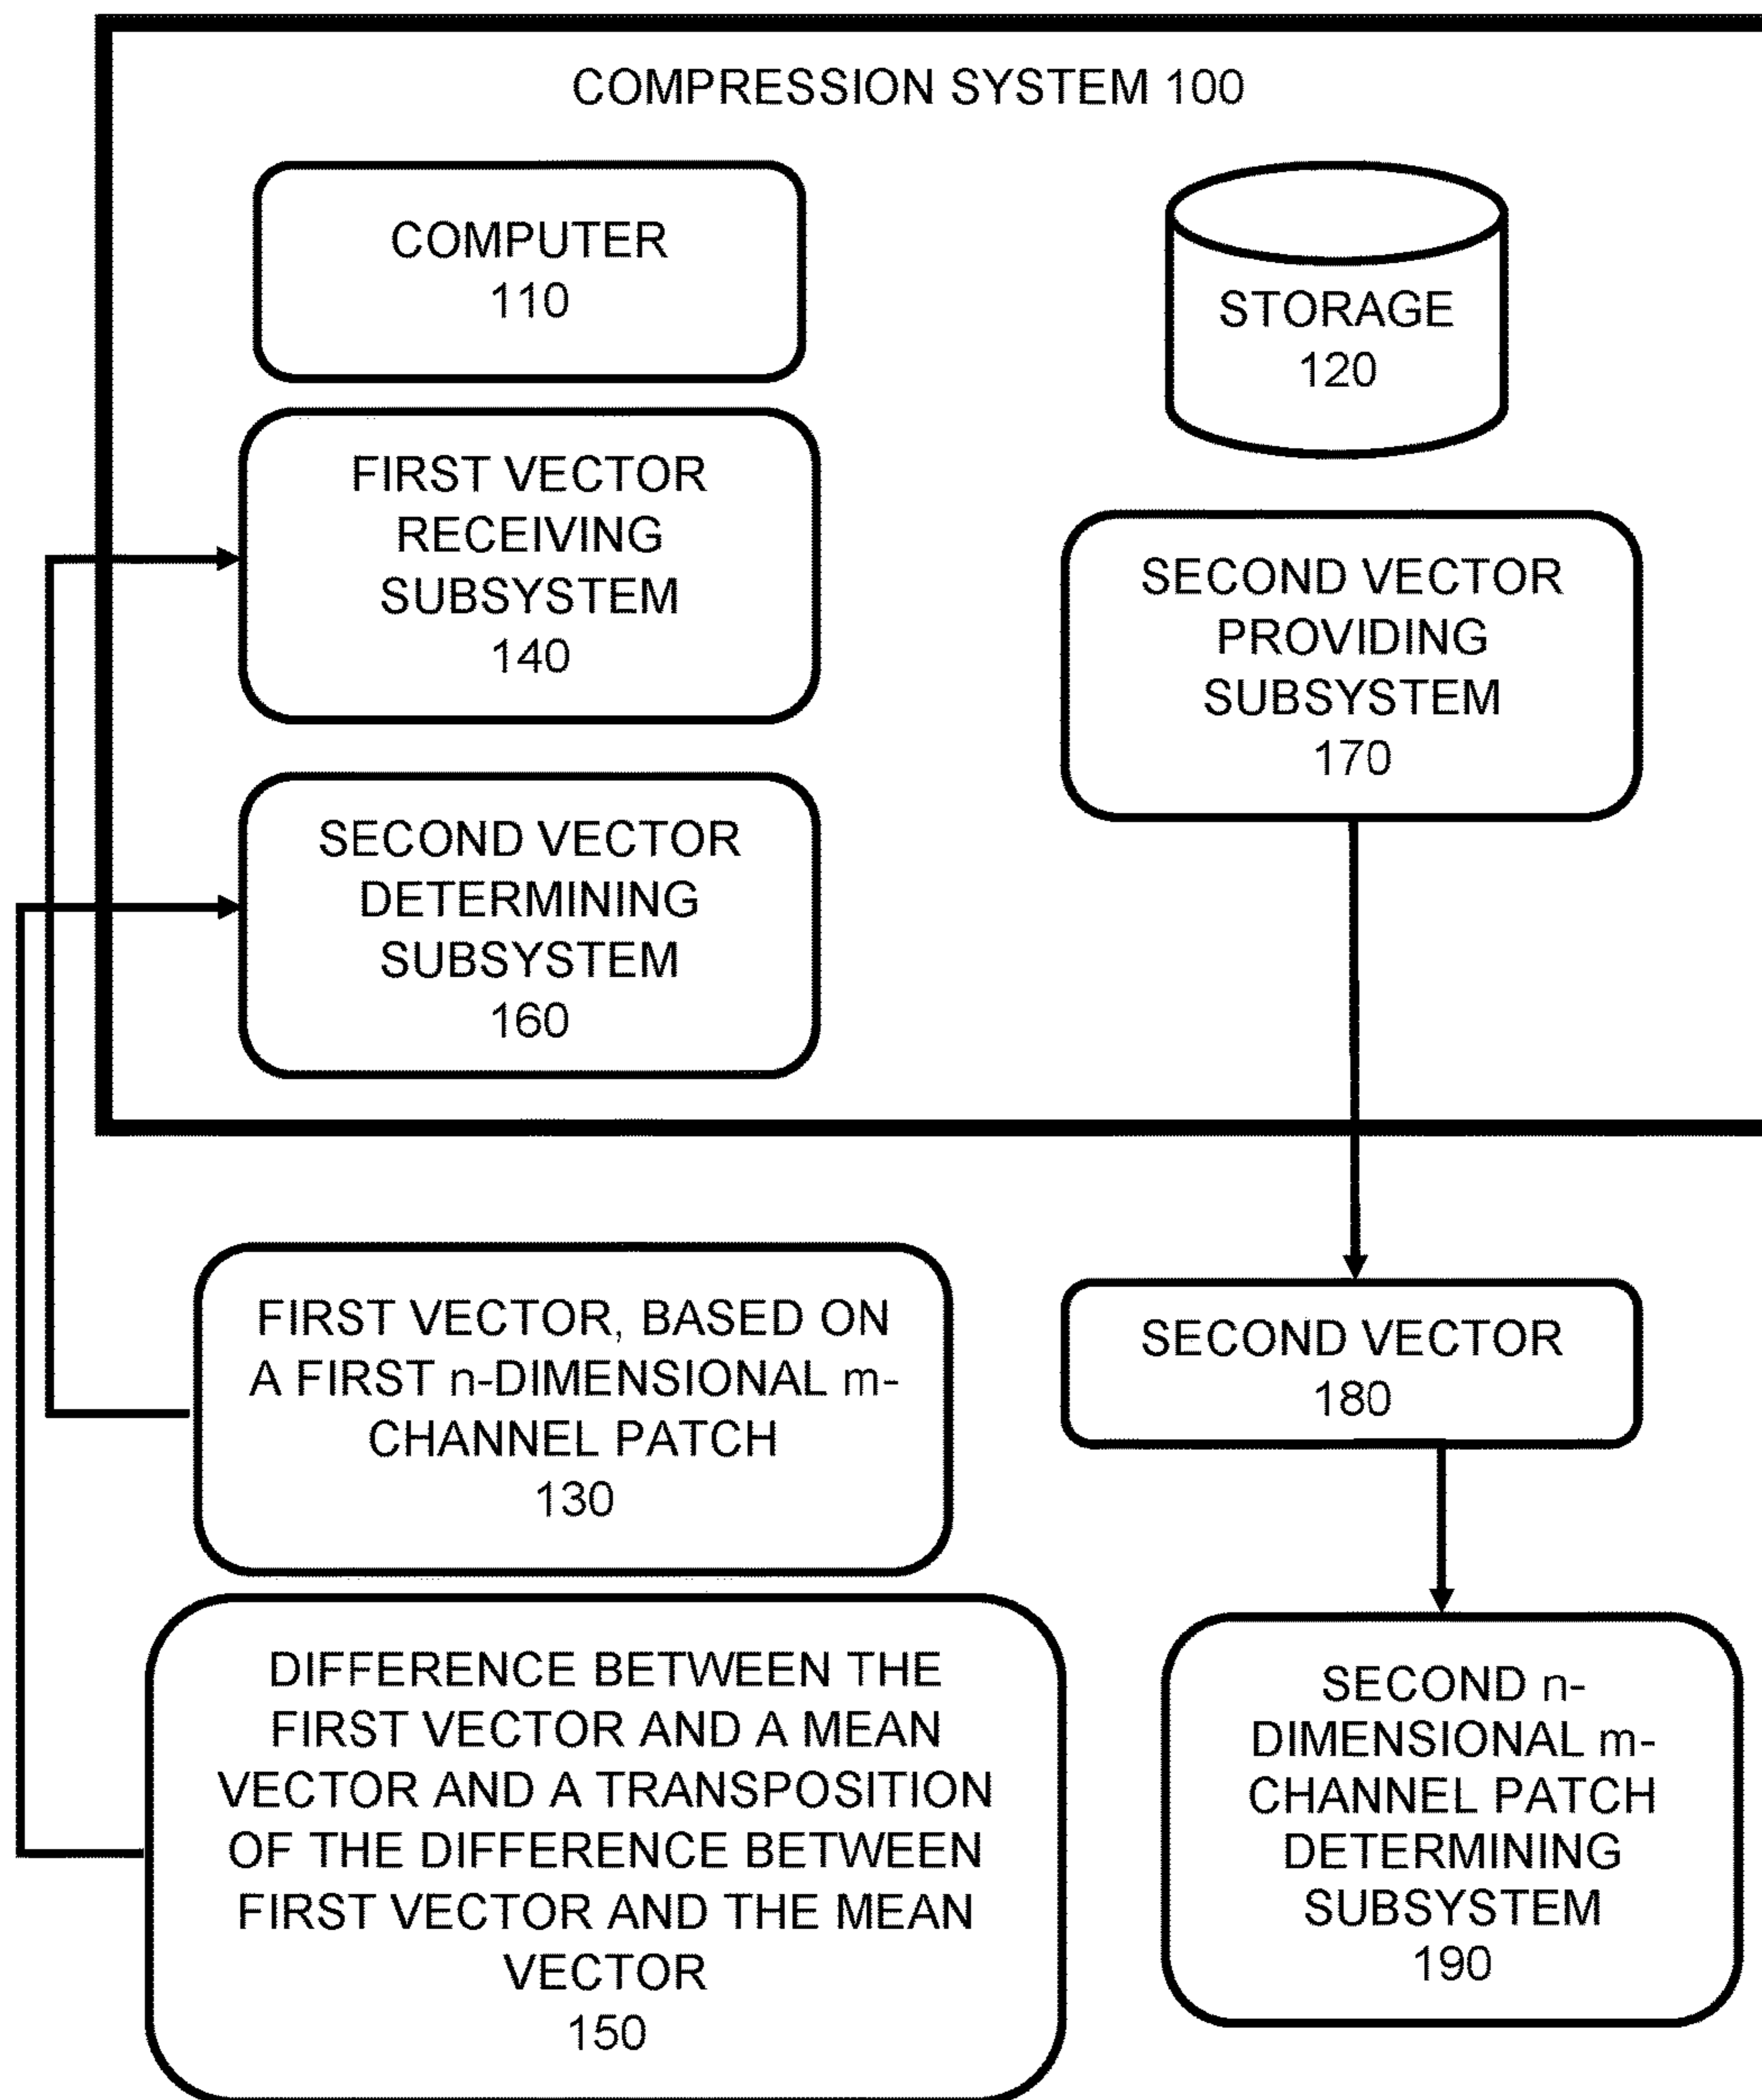 COMPRESSION SYSTEM 100
COMPUTER
110
STORAGE
120
FIRST VECTOR
RECEIVING
SUBSYSTEM
140
SECOND VECTOR
PROVIDING
SUBSYSTEM
170
SECOND VECTOR
DETERMINING
SUBSYSTEM
160
FIRST VECTOR, BASED ON
A FIRST n-DIMENSIONAL m-
CHANNEL PATCH
130
SECOND VECTOR
180
DIFFERENCE BETWEEN THE
FIRST VECTOR AND A MEAN
VECTOR AND A TRANSPOSITION
OF THE DIFFERENCE BETWEEN
FIRST VECTOR AND THE MEAN
VECTOR
150
SECOND n-
DIMENSIONAL m-
CHANNEL PATCH
DETERMINING
SUBSYSTEM
190